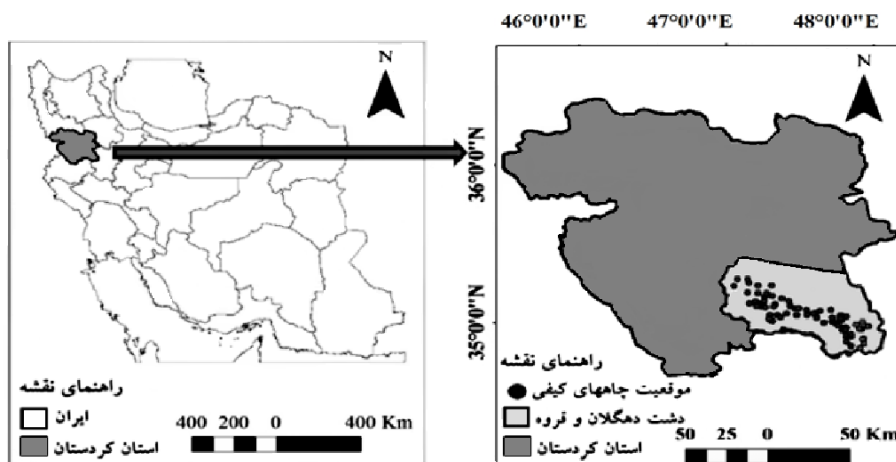 46°0'0"E 47°0'0"E 48°0'0"E
N
N
36°0'0"N
35°0'0"N
راهنمای نقشه
ایران
استان کردستان
400 200 0 400 Km
راهنمای نقشه
موقعیت چاههای کیفی
دشت دهگلان و قروه
استان کردستان
50 25 0 50 Km